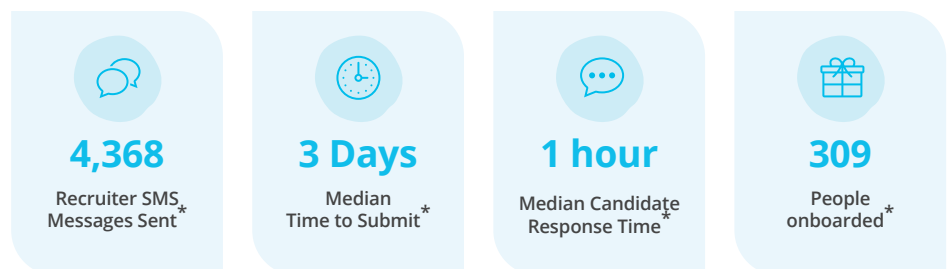 4,368
Recruiter SMS
Messages Sent*
3 Days
Median
Time to Submit*
1 hour
Median Candidate
Response Time*
309
People
onboarded*